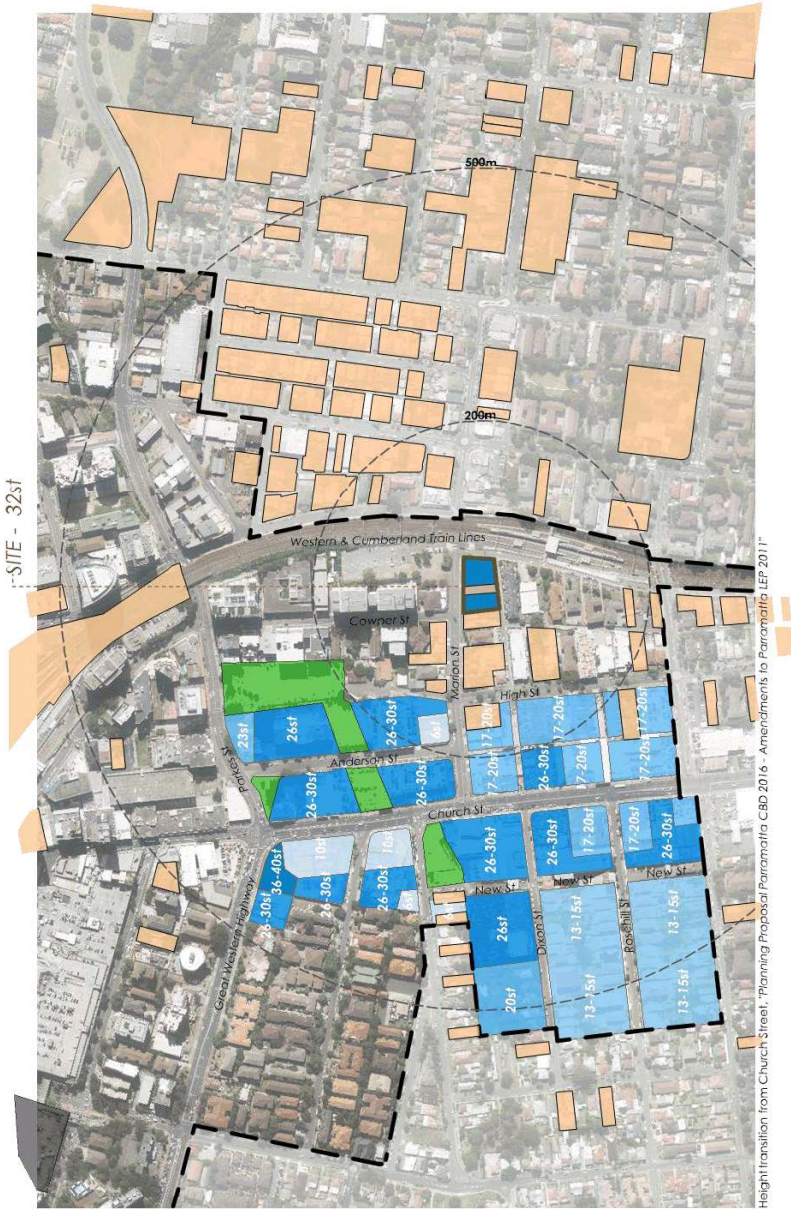 -SITE - 32st
500m
200m
Western & Cumberland Train Lines
Cowper St
Marion St
High St
Parkes St
23st
26st
26-30st
6st
Anderson St
26-30st
26-30st
17-20st
17-20st
17-20st
17-20st
26-30st
17-20st
17-20st
Church St
Great Western Highway
26-30st
36-40st
10st
26-30st
10st
26-30st
6st
6st
26-30st
26-30st
17-20st
17-20st
26-30st
New St
New St
New St
26st
20st
Dixon St
13-15st
13-15st
Rosehill St
13-15st
13-15st
Height transition from Church Street, "Planning Proposal Parramatta CBD 2016 - Amendments to Parramatta LEP 2011"